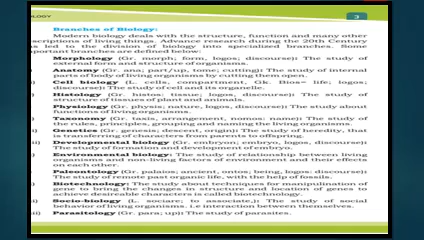 OLOGY 3
Branches of Biology:
Modern biology deals with the structure, function and many other
scriptions of living things. Advance research during the 20th Century
as led to the division of biology into specialized branches. Some
portant branches are defined below:
Morphology (Gr. morph; form, logos; discourse): The study of
external form and structure of organisms.
Anatomy (Gr. ana, apart/up, tome; cutting): The study of internal
parts of body of living organisms by cutting them open.
) Cell biology (L. cells, compartment, Gk. Bios= life; logos;
discourse): The study of cell and its organelle.
) Histology (Gr. histos: tissue; logos, discourse): The study of
structure of tissues of plant and animals.
Physiology (Gr. physis; nature, logos, discourse): The study about
functions of living organisms.
) Taxonomy (Gr. taxis, arrangement, nomos: name): The study of
the rules, principles, grouping and naming the living organisms.
i) Genetics (Gr. genesis; descent, origin): The study of heredity, that
is transferring of characters from parents to offspring.
ii) Developmental biology (Gr. embryon; embryo, logos, discourse):
The study of formation and development of embryo.
Environmental biology: The study of relationship between living
organisms and non-living factors of environment and their effects
on each other.
Paleontology (Gr. palaion; ancient, ontos; being, logos: discourse):
The study of remote past organic life, with the help of fossils.
) Biotechnology: The study about techniques for manipulination of
gene to bring the changes in structure and location of genes to
achieve desireable characters is called biotechnology.
i) Socio-biology (L. sociare; to associate,) The study of social
behavior of living organisms. i.e interaction between themselves.
ii) Parasitology (Gr. para; up;) The study of parasites.